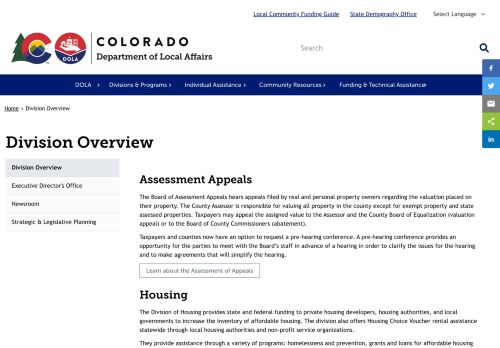 Local Community Funding Guide State Demography Office Select Language
COLORADO
Department of Local Affairs
DOLA
Search
DOLA Divisions & Programs Individual Assistance Community Resources Funding & Technical Assistance
Home > Division Overview
Division Overview
Division Overview
Executive Director's Office
Newsroom
Strategic & Legislative Planning
Assessment Appeals
The Board of Assessment Appeals hears appeals filed by real and personal property owners regarding the valuation placed on
their property. The County Assessor is responsible for valuing all property in the county except for exempt property and state
assessed properties. Taxpayers may appeal the assigned value to the Assessor and the County Board of Equalization (valuation
appeal) or to the Board of County Commissioners (abatement).
Taxpayers and counties now have an option to request a pre-hearing conference. A pre-hearing conference provides an
opportunity for the parties to meet with the Board's staff in advance of a hearing in order to clarify the issues for the hearing
and to make agreements that will simplify the hearing.
Learn about the Assessment of Appeals
Housing
The Division of Housing provides state and federal funding to private housing developers, housing authorities, and local
governments to increase the inventory of affordable housing. The division also offers Housing Choice Voucher rental assistance
statewide through local housing authorities and non-profit service organizations.
They provide assistance through a variety of programs: homelessness and prevention, grants and loans for affordable housing